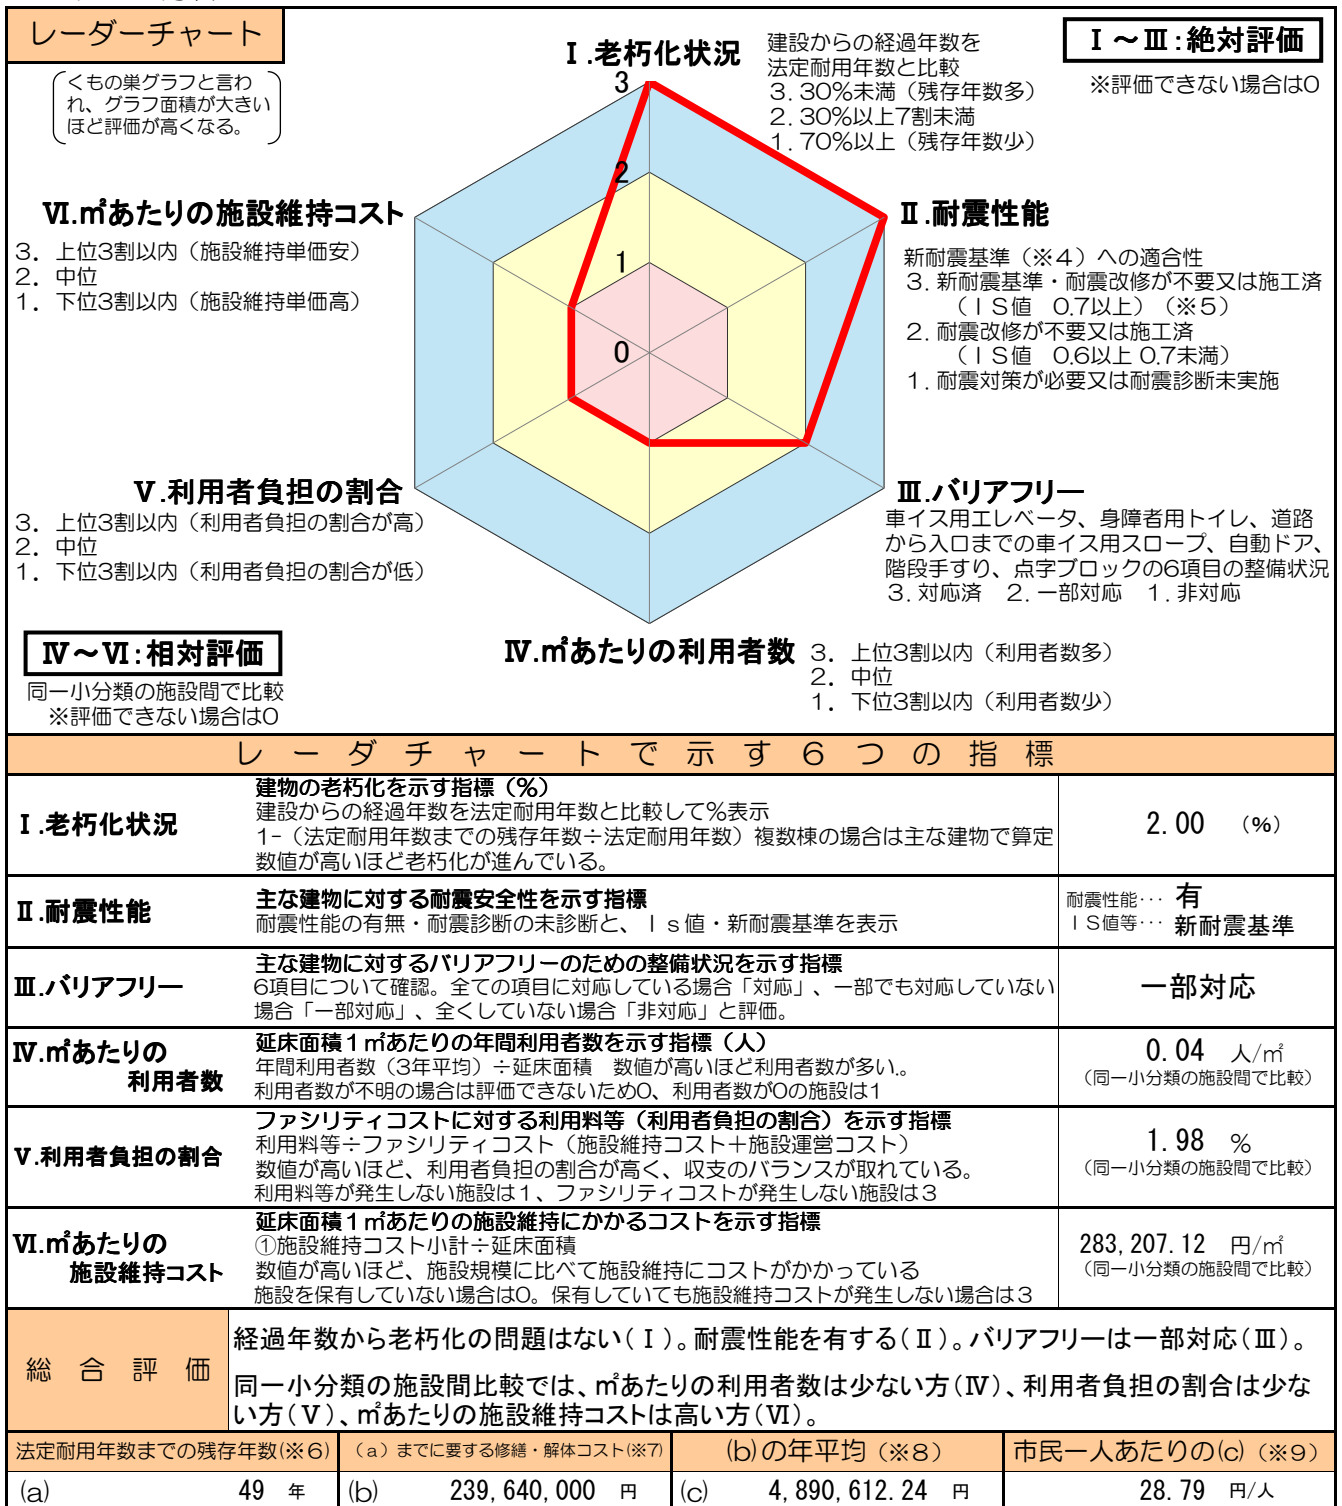 レーダーチャート
くもの巣グラフと言わ
れ、グラフ面積が大きい
ほど評価が高くなる。
Ⅰ～Ⅲ：絶対評価
※評価できない場合は0
Ⅰ.老朽化状況
建設からの経過年数を
法定耐用年数と比較
3. 30%未満（残存年数多）
2. 30%以上7割未満
1. 70%以上（残存年数少）
3
2
1
0
Ⅵ.㎡あたりの施設維持コスト
3. 上位3割以内（施設維持単価安）
2. 中位
1. 下位3割以内（施設維持単価高）
Ⅱ.耐震性能
新耐震基準（※4）への適合性
3. 新耐震基準・耐震改修が不要又は施工済
（ＩＳ値　0.7以上）（※5）
2. 耐震改修が不要又は施工済
（ＩＳ値　0.6以上 0.7未満）
1. 耐震対策が必要又は耐震診断未実施
Ⅴ.利用者負担の割合
3. 上位3割以内（利用者負担の割合が高）
2. 中位
1. 下位3割以内（利用者負担の割合が低）
Ⅲ.バリアフリー
車イス用エレベータ、身障者用トイレ、道路
から入口までの車イス用スロープ、自動ドア、
階段手すり、点字ブロックの6項目の整備状況
3. 対応済　2. 一部対応　1. 非対応
Ⅳ～Ⅵ：相対評価
同一小分類の施設間で比較
※評価できない場合は0
Ⅳ.㎡あたりの利用者数
3. 上位3割以内（利用者数多）
2. 中位
1. 下位3割以内（利用者数少）
レーダチャートで示す６つの指標
Ⅰ.老朽化状況
建物の老朽化を示す指標（％）
建設からの経過年数を法定耐用年数と比較して%表示
1-（法定耐用年数までの残存年数÷法定耐用年数）複数棟の場合は主な建物で算定
数値が高いほど老朽化が進んでいる。
2.00　（%）
Ⅱ.耐震性能
主な建物に対する耐震安全性を示す指標
耐震性能の有無・耐震診断の未診断と、Ｉｓ値・新耐震基準を表示
耐震性能…　有
ＩＳ値等…　新耐震基準
Ⅲ.バリアフリー
主な建物に対するバリアフリーのための整備状況を示す指標
6項目について確認。全ての項目に対応している場合「対応」、一部でも対応していない
場合「一部対応」、全くしていない場合「非対応」と評価。
一部対応
Ⅳ.㎡あたりの
利用者数
延床面積１㎡あたりの年間利用者数を示す指標（人）
年間利用者数（3年平均）÷延床面積　数値が高いほど利用者数が多い。
利用者数が不明の場合は評価できないため0、利用者数が0の施設は1
0.04　人/㎡
（同一小分類の施設間で比較）
Ⅴ.利用者負担の割合
ファシリティコストに対する利用料等（利用者負担の割合）を示す指標
利用料等÷ファシリティコスト（施設維持コスト＋施設運営コスト）
数値が高いほど、利用者負担の割合が高く、収支のバランスが取れている。
利用料等が発生しない施設は１、ファシリティコストが発生しない施設は３
1.98　%
（同一小分類の施設間で比較）
Ⅵ.㎡あたりの
施設維持コスト
延床面積１㎡あたりの施設維持にかかるコストを示す指標
①施設維持コスト小計÷延床面積
数値が高いほど、施設規模に比べて施設維持にコストがかかっている
施設を保有していない場合は0。保有していても施設維持コストが発生しない場合は３
283,207.12　円/㎡
（同一小分類の施設間で比較）
総合評価
経過年数から老朽化の問題はない(Ⅰ)。耐震性能を有する(Ⅱ)。バリアフリーは一部対応(Ⅲ)。
同一小分類の施設間比較では、㎡あたりの利用者数は少ない方(Ⅳ)、利用者負担の割合は少な
い方(Ⅴ)、㎡あたりの施設維持コストは高い方(Ⅵ)。
法定耐用年数までの残存年数(※6)
（a）までに要する修繕・解体コスト(※7)
(b)の年平均（※8）
市民一人あたりの(c)（※9）
(a)　49　年
(b)　239,640,000　円
(c)　4,890,612.24　円
28.79　円/人